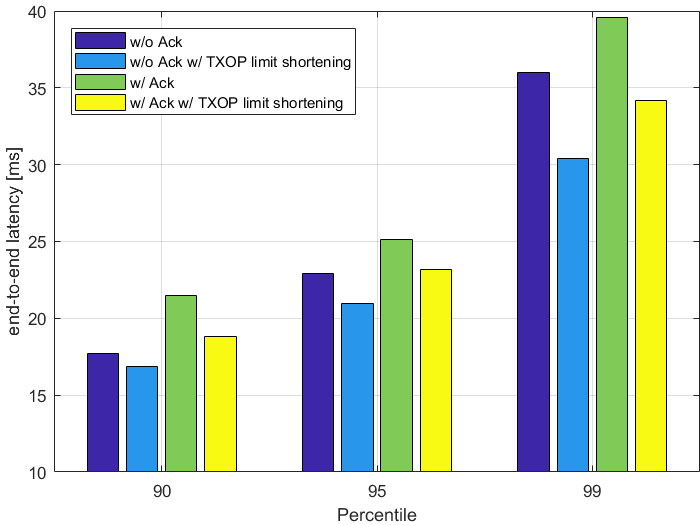 40
35
30
25
20
15
10
end-to-end latency [ms]
w/o Ack
w/o Ack w/ TXOP limit shortening
w/ Ack
w/ Ack w/ TXOP limit shortening
90
95
99
Percentile